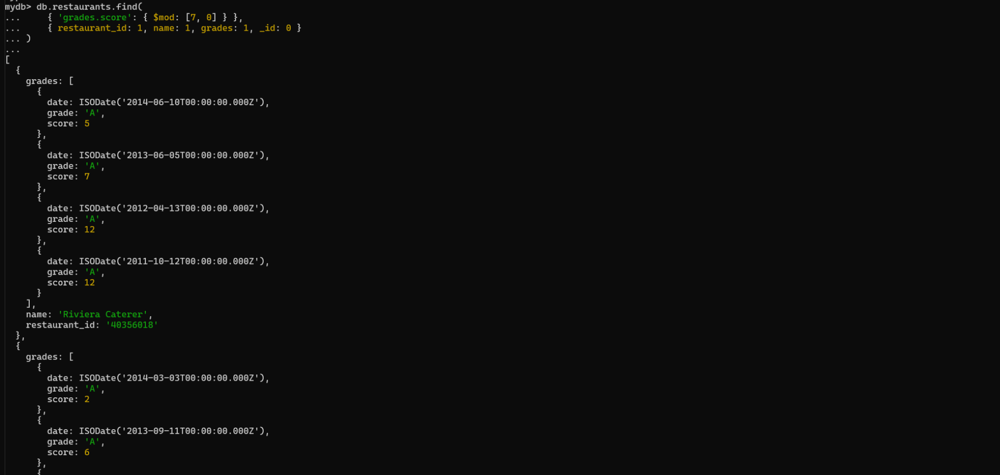 mydb> db.restaurants.find(
...     { 'grades.score': { $mod: [7, 0] } },
...     { restaurant_id: 1, name: 1, grades: 1, _id: 0 }
... )
...
[
  {
    grades: [
      {
        date: ISODate('2014-06-10T00:00:00.000Z'),
        grade: 'A',
        score: 5
      },
      {
        date: ISODate('2013-06-05T00:00:00.000Z'),
        grade: 'A',
        score: 7
      },
      {
        date: ISODate('2012-04-13T00:00:00.000Z'),
        grade: 'A',
        score: 12
      },
      {
        date: ISODate('2011-10-12T00:00:00.000Z'),
        grade: 'A',
        score: 12
      }
    ],
    name: 'Riviera Caterer',
    restaurant_id: '40356018'
  },
  {
    grades: [
      {
        date: ISODate('2014-03-03T00:00:00.000Z'),
        grade: 'A',
        score: 2
      },
      {
        date: ISODate('2013-09-11T00:00:00.000Z'),
        grade: 'A',
        score: 6
      },
      {